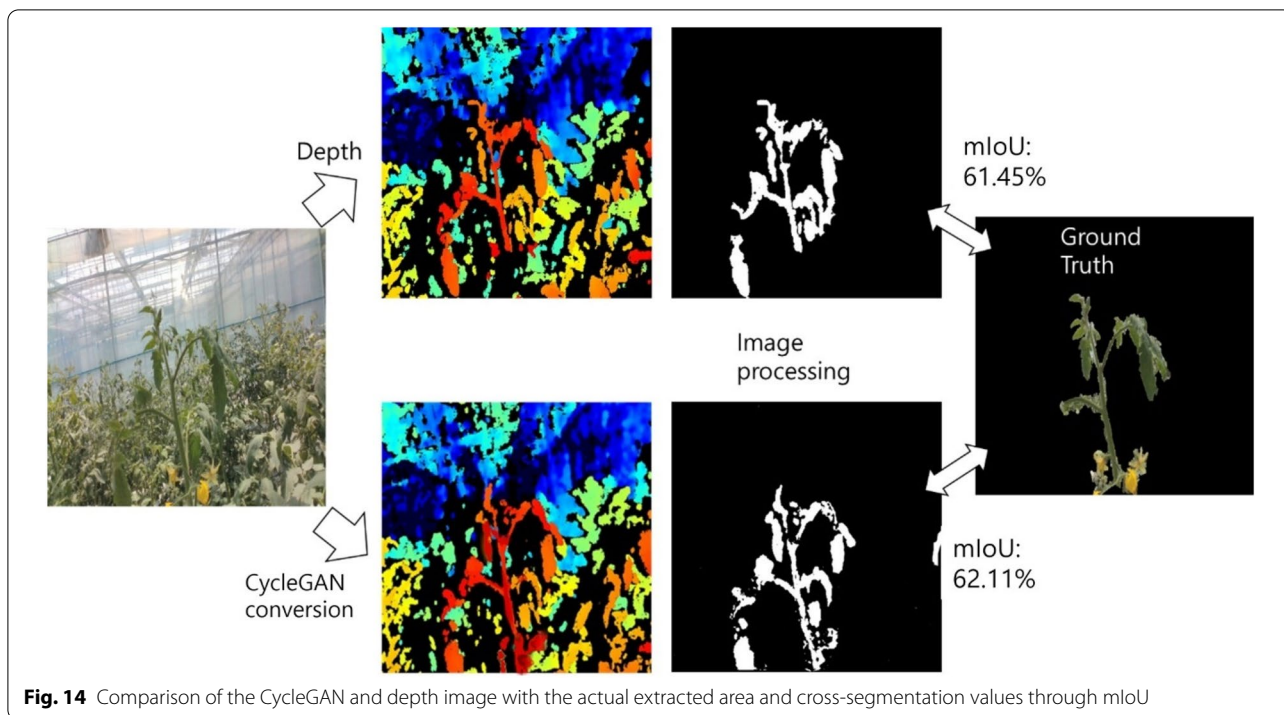 Depth
mIoU:
61.45%
Ground
Truth
Image
processing
CycleGAN
conversion
mIoU:
62.11%
Fig. 14 Comparison of the CycleGAN and depth image with the actual extracted area and cross-segmentation values through mIoU